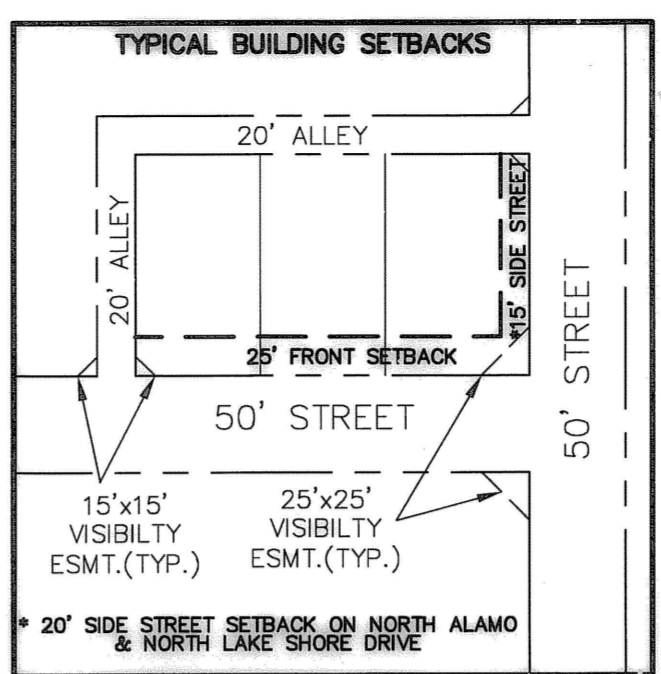 TYPICAL BUILDING SETBACKS
20' ALLEY
20' ALLEY
*15' SIDE STREET
25' FRONT SETBACK
50' STREET
50' STREET
15'x15'
VISIBILTY
ESMT.(TYP.)
25'x25'
VISIBILTY
ESMT.(TYP.)
* 20' SIDE STREET SETBACK ON NORTH ALAMO
& NORTH LAKE SHORE DRIVE